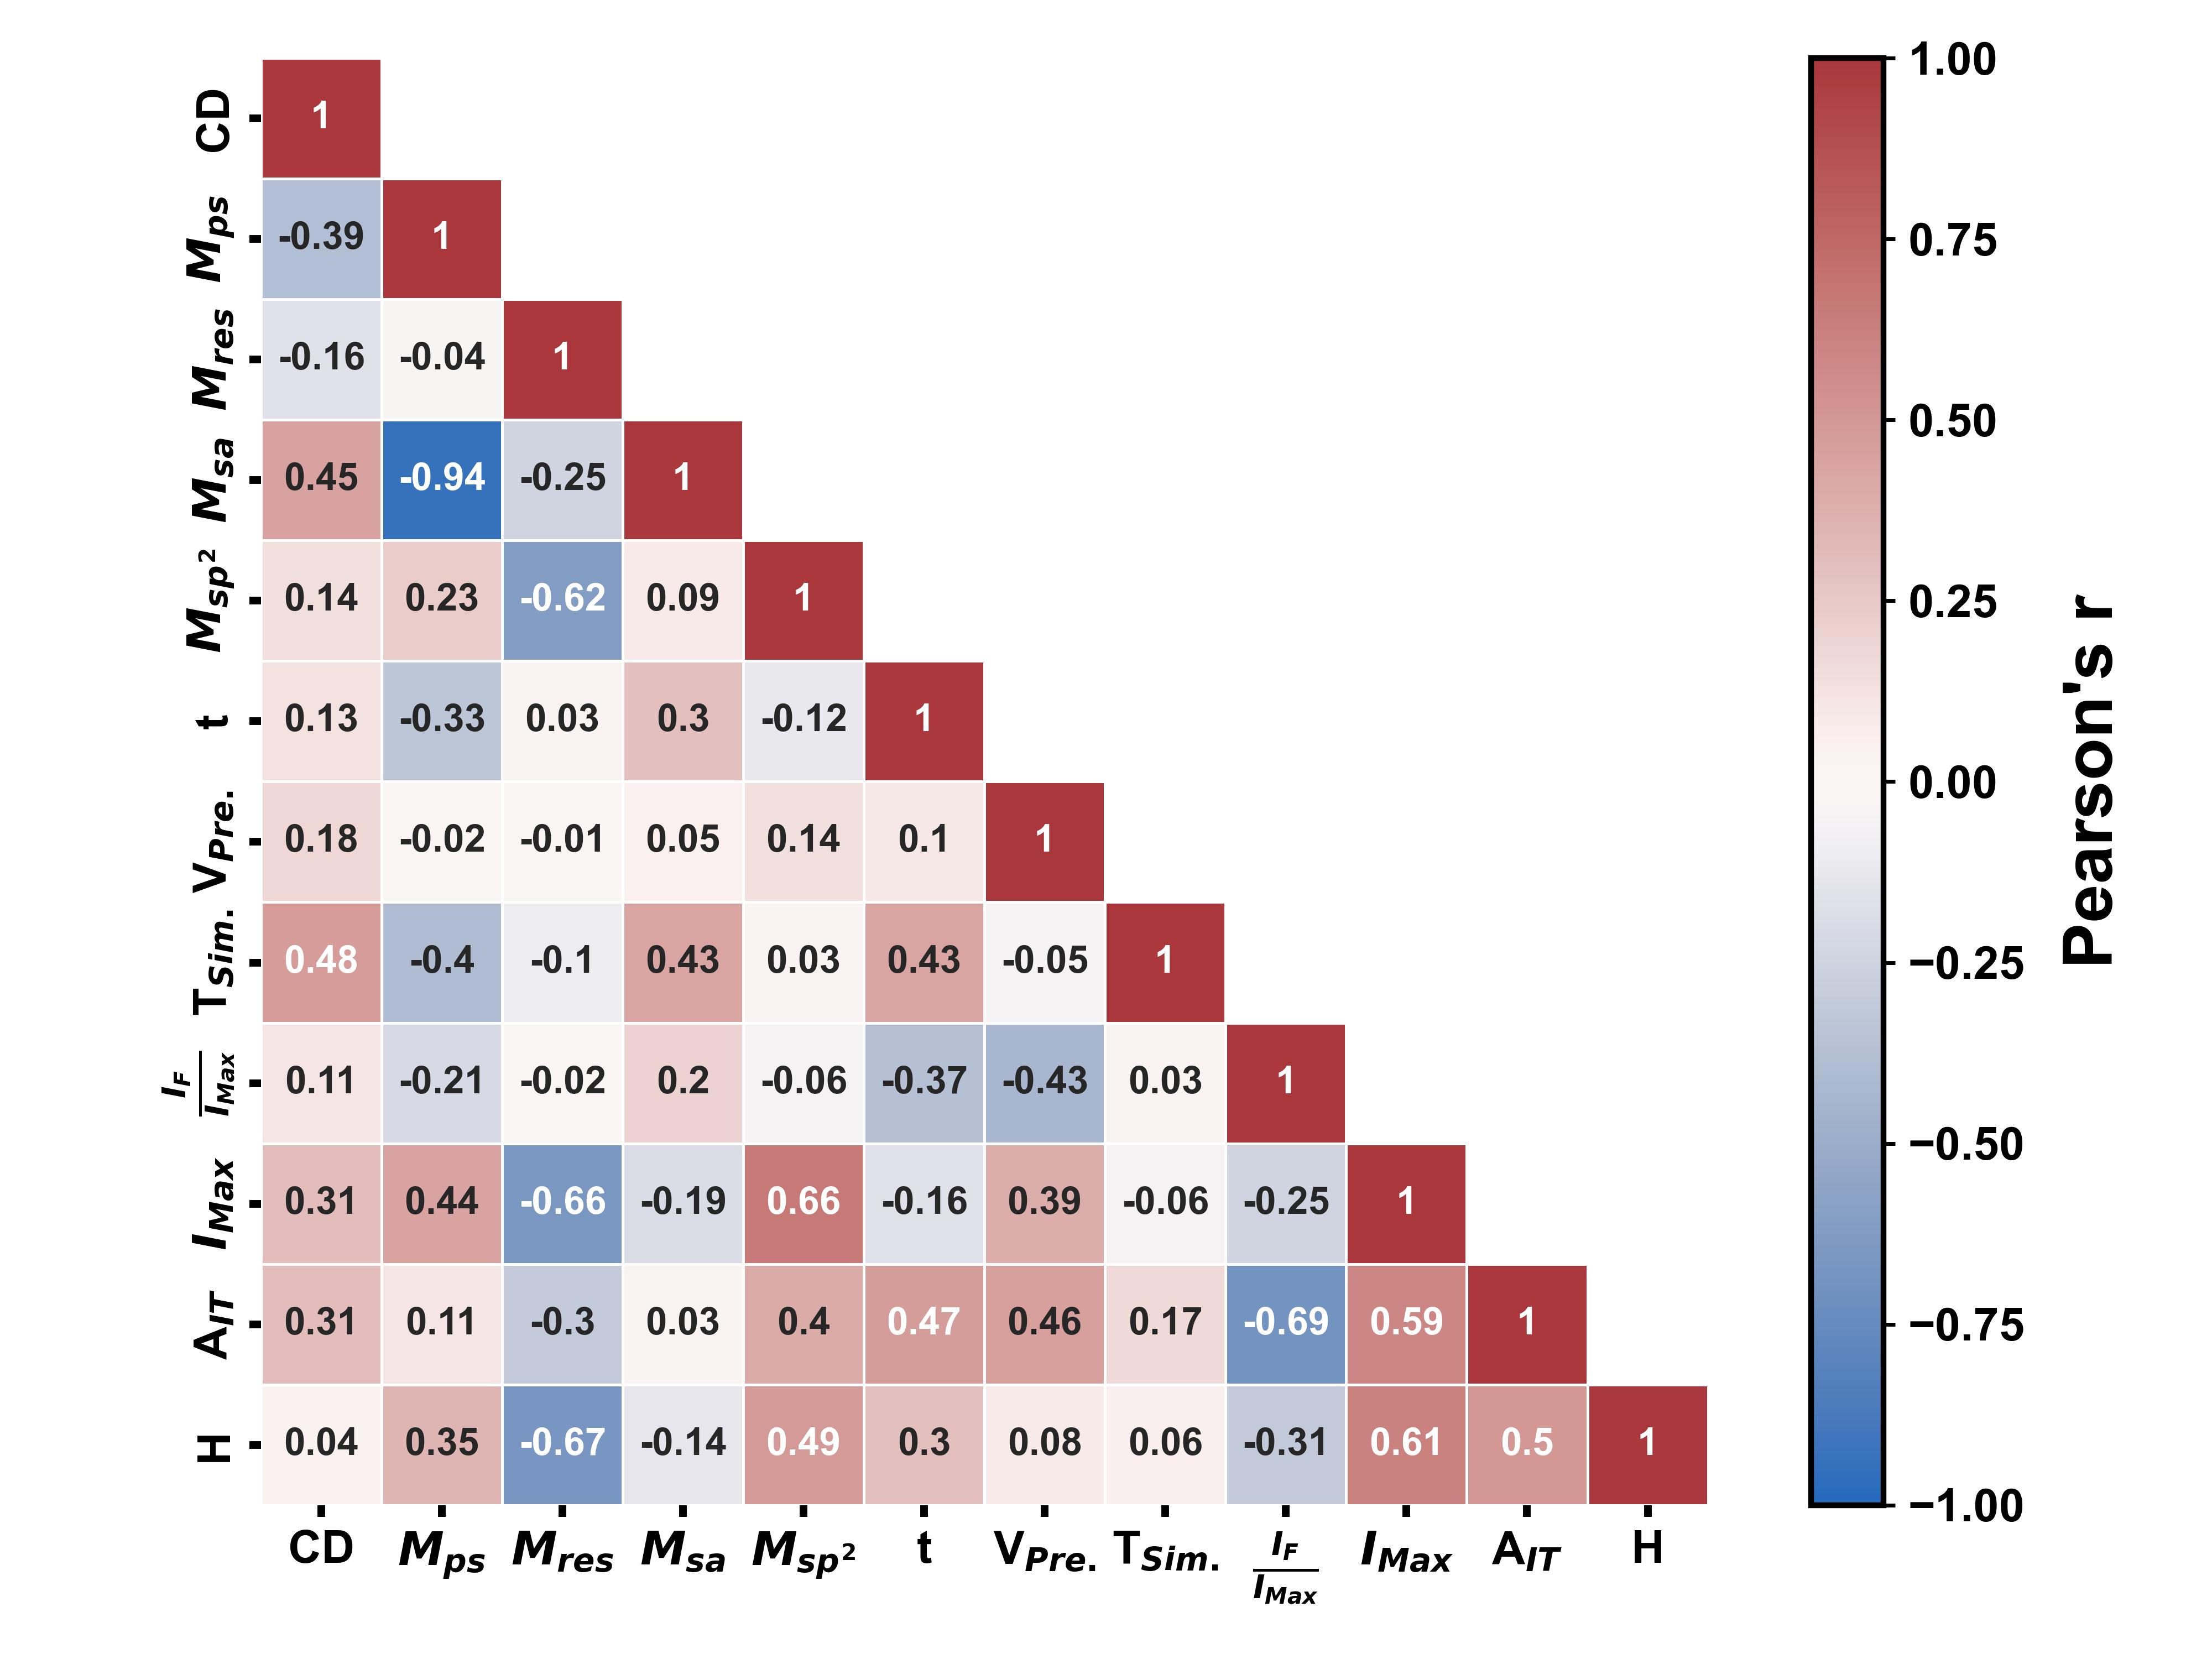 CD 1
M_ps -0.39 1
M_res -0.16 -0.04 1
M_sa 0.45 -0.94 -0.25 1
M_sp² 0.14 0.23 -0.62 0.09 1
t 0.13 -0.33 0.03 0.3 -0.12 1
V_Pre. 0.18 -0.02 -0.01 0.05 0.14 0.1 1
T_Sim. 0.48 -0.4 -0.1 0.43 0.03 0.43 -0.05 1
I_F/I_Max 0.11 -0.21 -0.02 0.2 -0.06 -0.37 -0.43 0.03 1
I_Max 0.31 0.44 -0.66 -0.19 0.66 -0.16 0.39 -0.06 -0.25 1
A_IT 0.31 0.11 -0.3 0.03 0.4 0.47 0.46 0.17 -0.69 0.59 1
H 0.04 0.35 -0.67 -0.14 0.49 0.3 0.08 0.06 -0.31 0.61 0.5 1
CD M_ps M_res M_sa M_sp² t V_Pre. T_Sim. I_F/I_Max I_Max A_IT H
1.00
0.75
0.50
0.25
0.00
−0.25
−0.50
−0.75
−1.00
Pearson's r